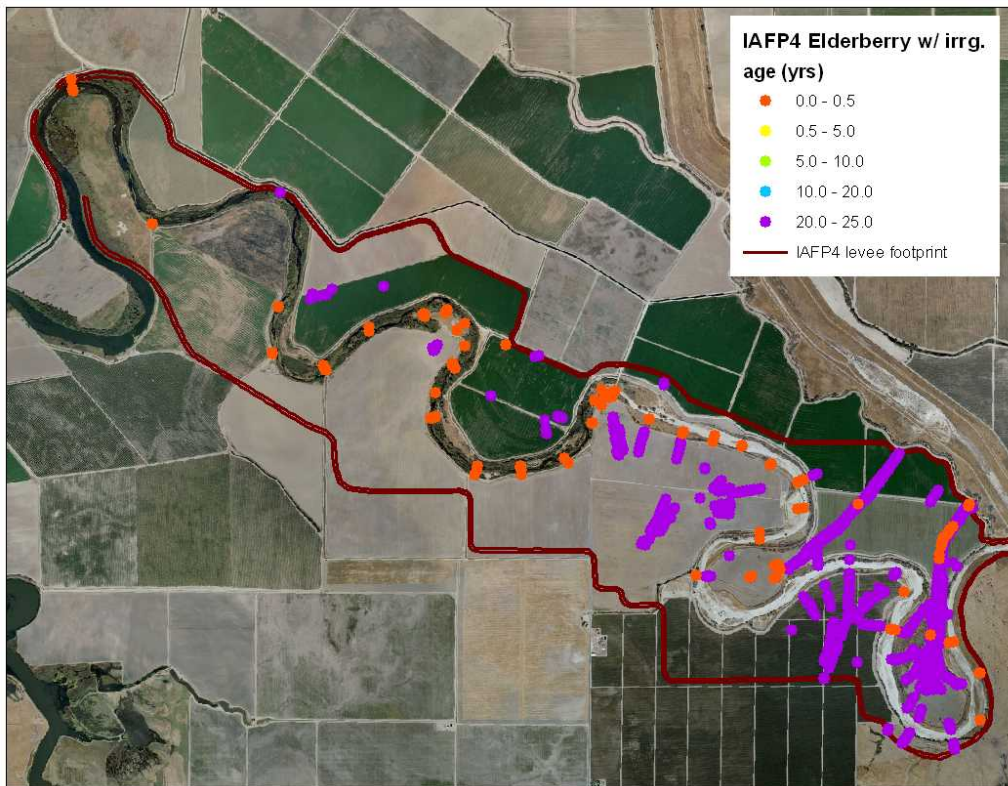 IAFP4 Elderberry w/ irrg.
age (yrs)
0.0 - 0.5
0.5 - 5.0
5.0 - 10.0
10.0 - 20.0
20.0 - 25.0
IAFP4 levee footprint